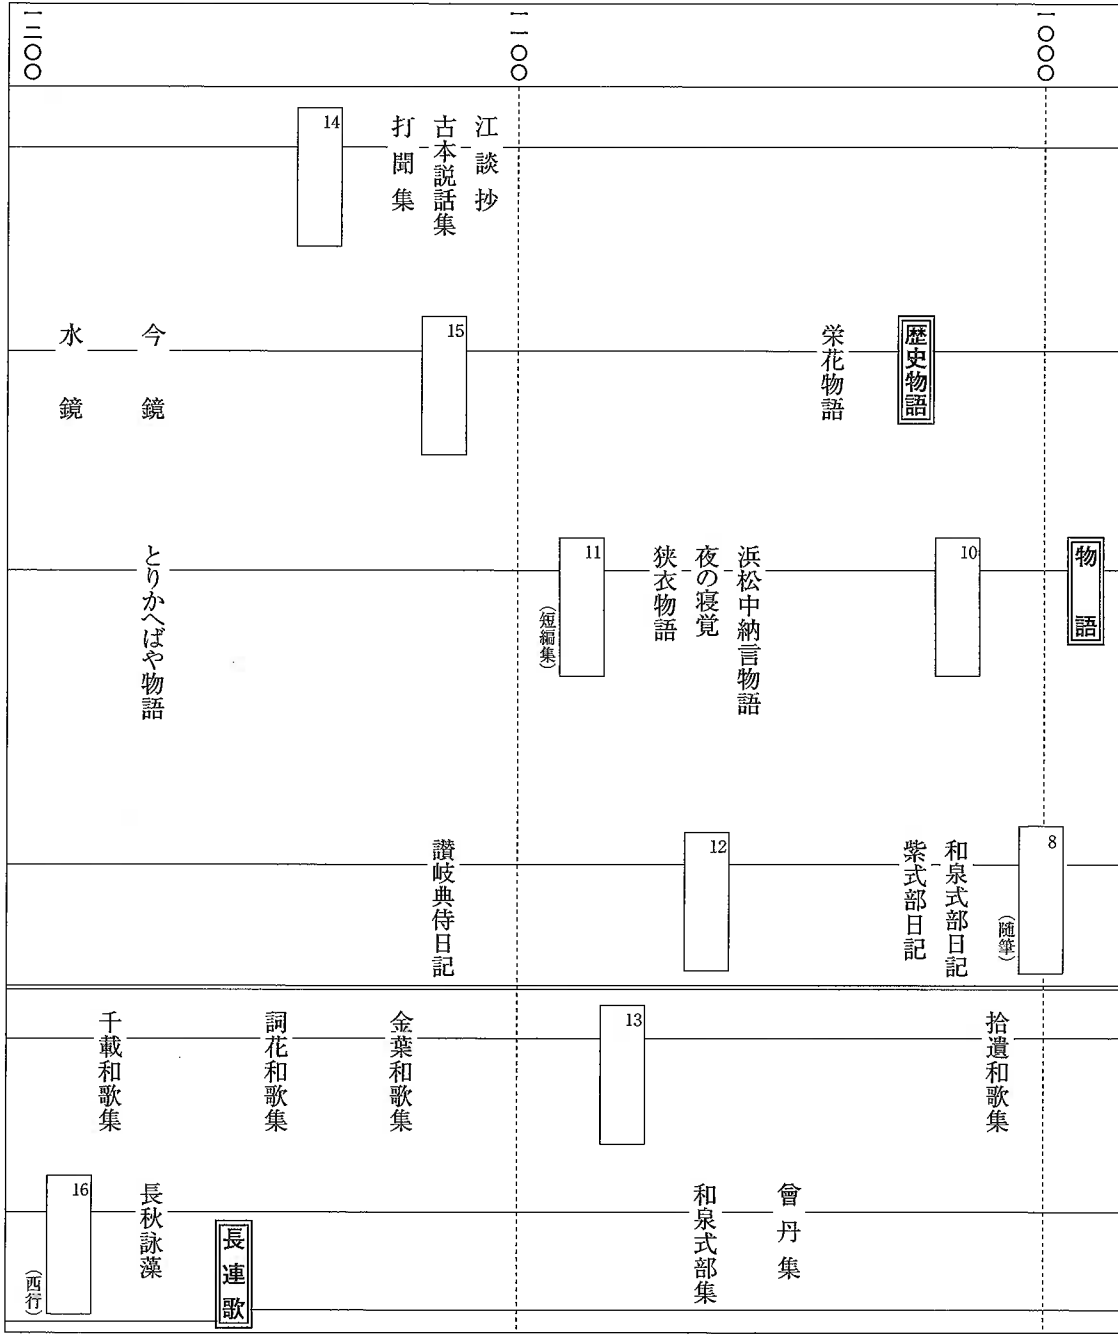 一〇〇〇
一一〇〇
一二〇〇
江談抄
古本説話集
打聞集
14
歴史物語
栄花物語
15
今鏡
水鏡
物語
10
浜松中納言物語
夜の寝覚
狭衣物語
11
（短編集）
とりかへばや物語
8
（随筆）
和泉式部日記
紫式部日記
12
讃岐典侍日記
拾遺和歌集
13
金葉和歌集
詞花和歌集
千載和歌集
曾丹集
和泉式部集
長連歌
長秋詠藻
16
（西行）